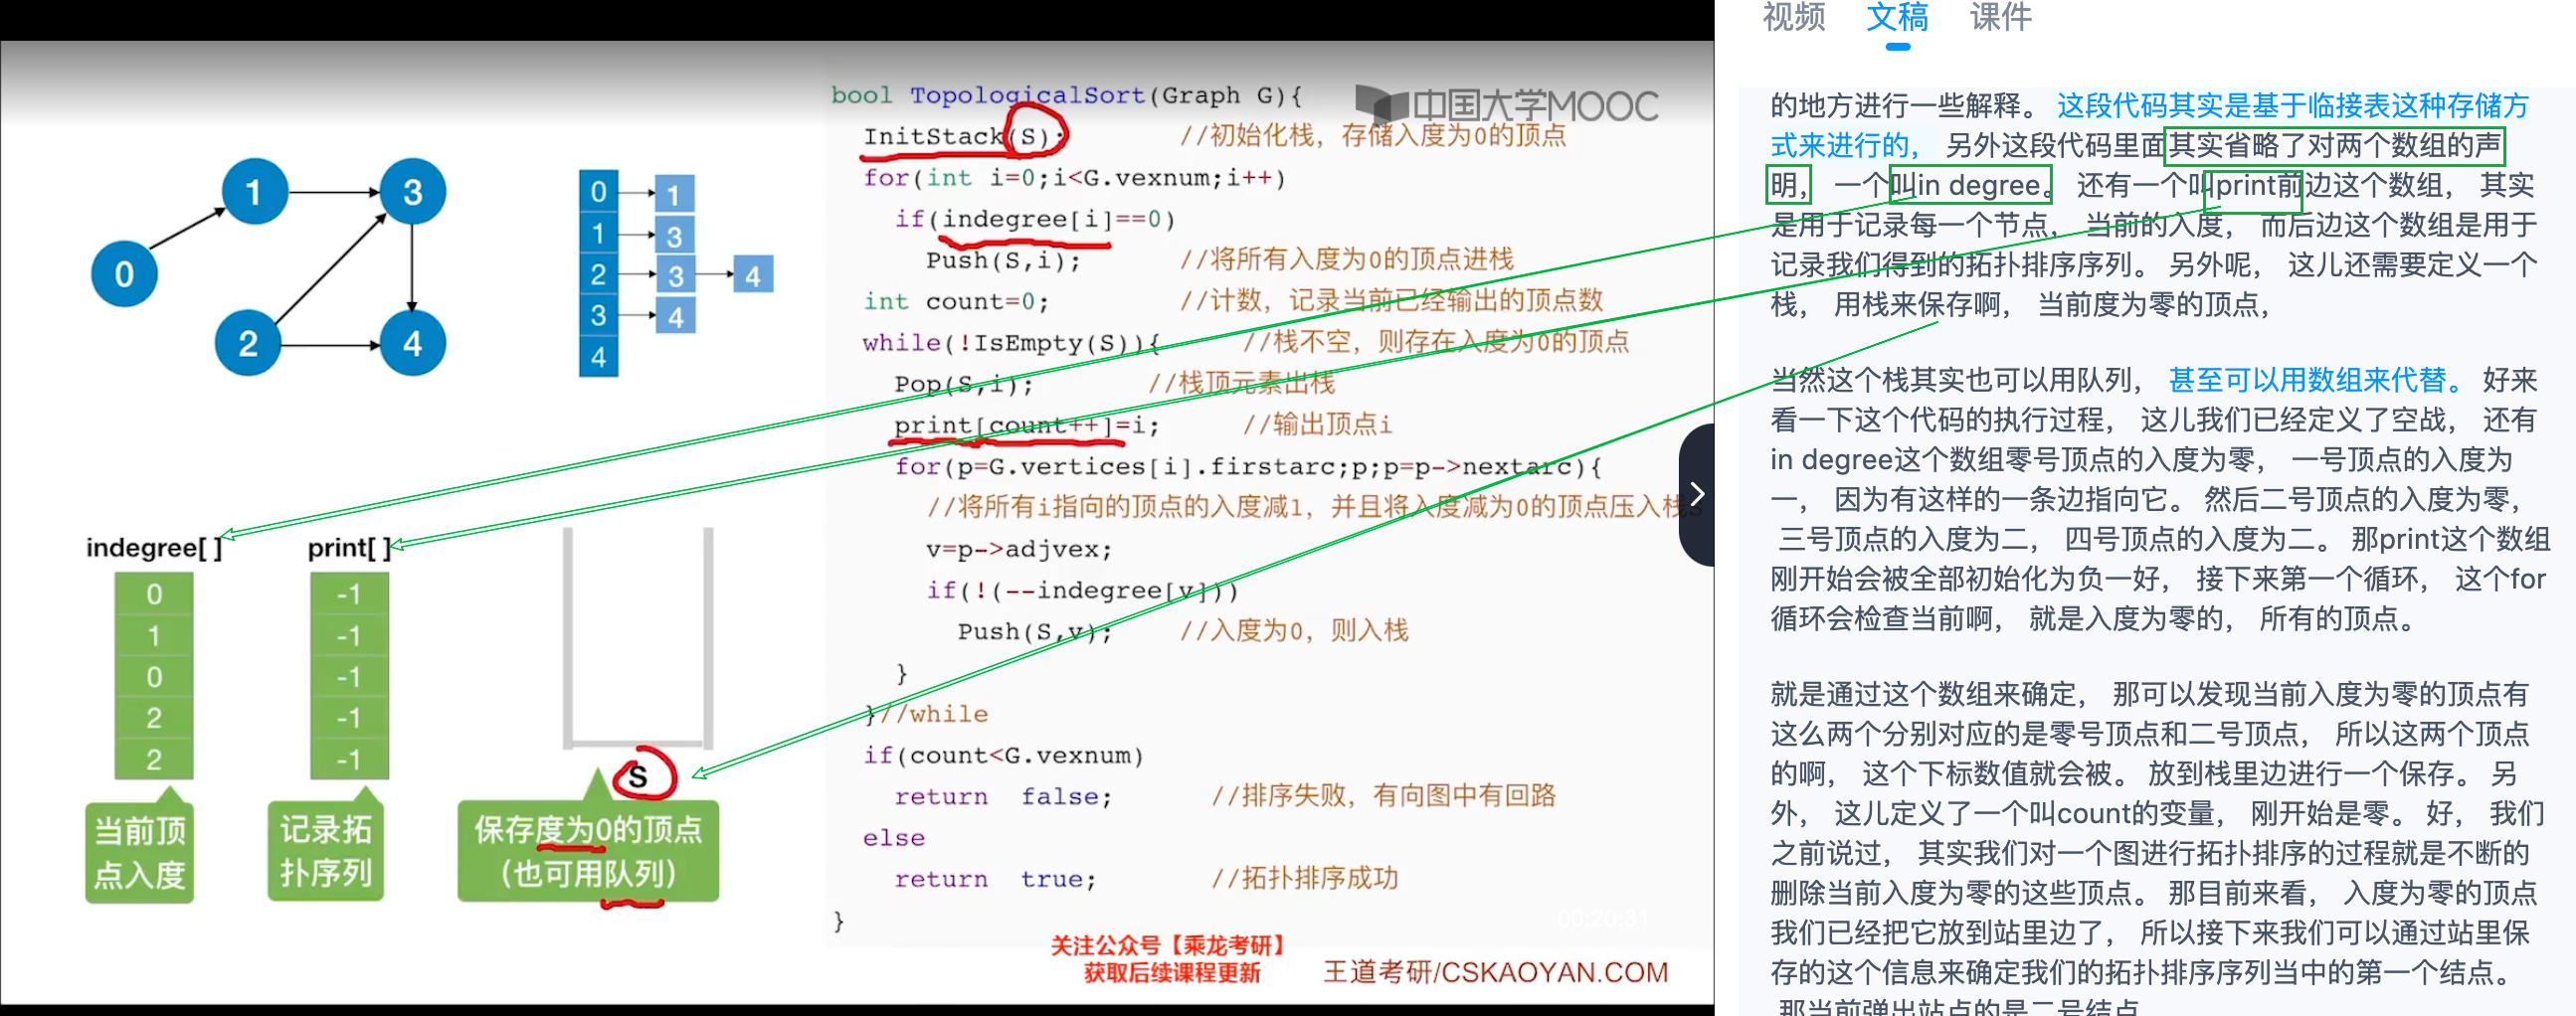 bool TopologicalSort(Graph G){
中国大学MOOC
InitStack(S); //初始化栈，存储入度为0的顶点
for(int i=0;i<G.vexnum;i++)
if(indegree[i]==0)
Push(S,i); //将所有入度为0的顶点进栈
int count=0; //计数，记录当前已经输出的顶点数
while(!IsEmpty(S)){ //栈不空，则存在入度为0的顶点
Pop(S,i); //栈顶元素出栈
print[count++]=i; //输出顶点i
for(p=G.vertices[i].firstarc;p;p=p->nextarc){
//将所有i指向的顶点的入度减1，并且将入度减为0的顶点压入栈
v=p->adjvex;
if(!(--indegree[v]))
Push(S,v); //入度为0，则入栈
}
}//while
if(count<G.vexnum)
return false; //排序失败，有向图中有回路
else
return true; //拓扑排序成功
}
00:20:31
关注公众号【乘龙考研】
获取后续课程更新
王道考研/CSKAOYAN.COM
1 3
0
2 4
0 1
1 3
2 3 4
3 4
4
indegree[ ]
0
1
0
2
2
当前顶
点入度
print[ ]
-1
-1
-1
-1
-1
记录拓
扑序列
S
保存度为0的顶点
（也可用队列）
视频 文稿 课件
的地方进行一些解释。 这段代码其实是基于临接表这种存储方
式来进行的， 另外这段代码里面其实省略了对两个数组的声
明， 一个叫in degree。 还有一个叫print前边这个数组， 其实
是用于记录每一个节点， 当前的入度， 而后边这个数组是用于
记录我们得到的拓扑排序序列。 另外呢， 这儿还需要定义一个
栈， 用栈来保存啊， 当前度为零的顶点，
当然这个栈其实也可以用队列， 甚至可以用数组来代替。 好来
看一下这个代码的执行过程， 这儿我们已经定义了空战， 还有
in degree这个数组零号顶点的入度为零， 一号顶点的入度为
一， 因为有这样的一条边指向它。 然后二号顶点的入度为零，
三号顶点的入度为二， 四号顶点的入度为二。 那print这个数组
刚开始会被全部初始化为负一好， 接下来第一个循环， 这个for
循环会检查当前啊， 就是入度为零的， 所有的顶点。
就是通过这个数组来确定， 那可以发现当前入度为零的顶点有
这么两个分别对应的是零号顶点和二号顶点， 所以这两个顶点
的啊， 这个下标数值就会被。 放到栈里边进行一个保存。 另
外， 这儿定义了一个叫count的变量， 刚开始是零。 好， 我们
之前说过， 其实我们对一个图进行拓扑排序的过程就是不断的
删除当前入度为零的这些顶点。 那目前来看， 入度为零的顶点
我们已经把它放到站里边了， 所以接下来我们可以通过站里保
存的这个信息来确定我们的拓扑排序序列当中的第一个结点。
那当前弹出站点的是二号结点